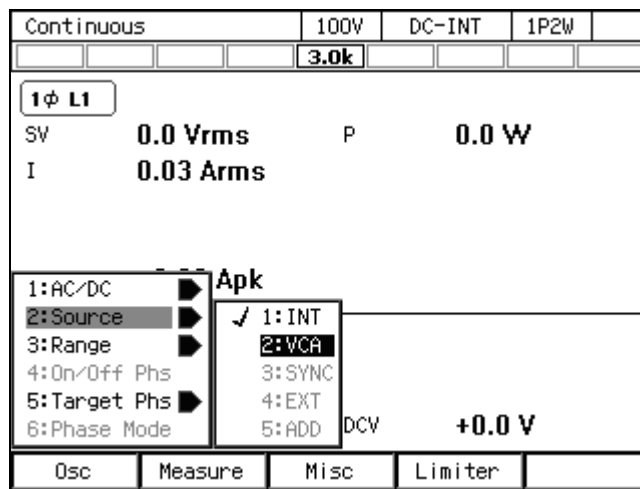 Continuous 100V DC-INT 1P2W
3.0k
1ϕ L1
SV 0.0 Vrms P 0.0 W
I 0.03 Arms
Apk
1:AC/DC
2:Source
3:Range
4:On/Off Phs
5:Target Phs
6:Phase Mode
✓ 1:INT
2:VCA
3:SYNC
4:EXT
5:ADD
DCV +0.0 V
Osc Measure Misc Limiter